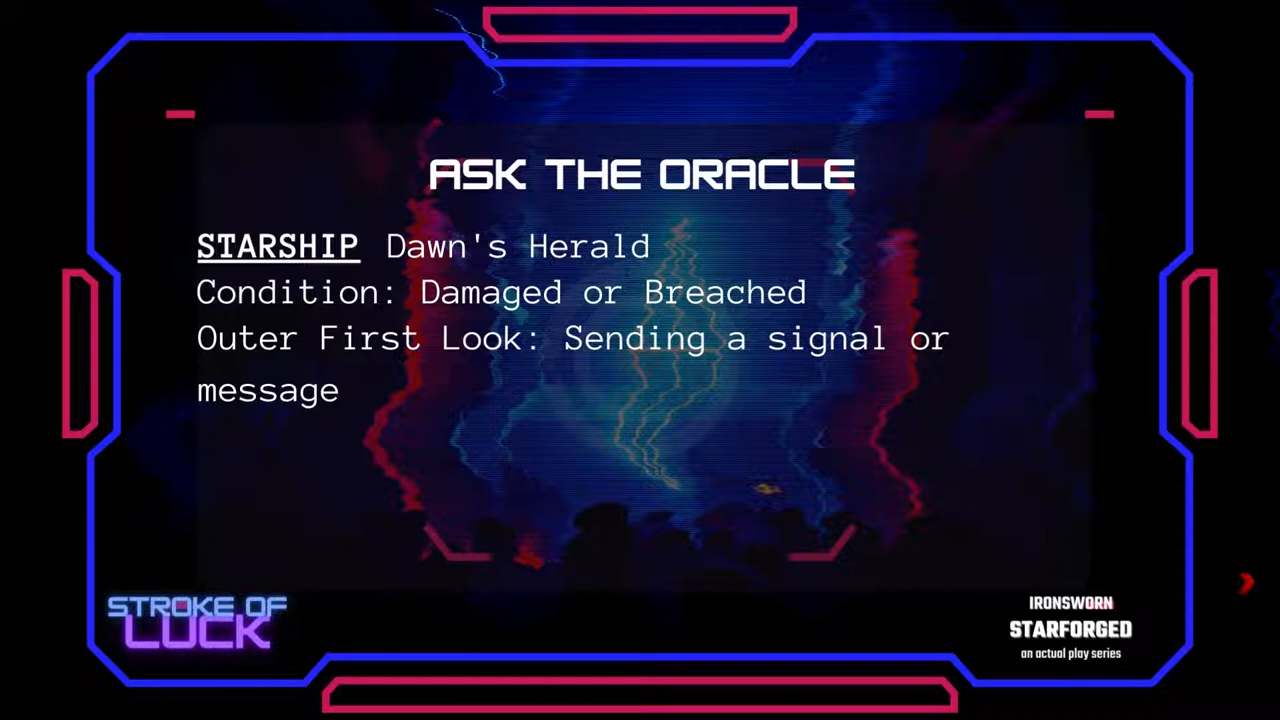 ASK THE ORACLE
STARSHIP Dawn's Herald
Condition: Damaged or Breached
Outer First Look: Sending a signal or
message
STROKE OF
LUCK
IRONSWORN
STARFORGED
an actual play series